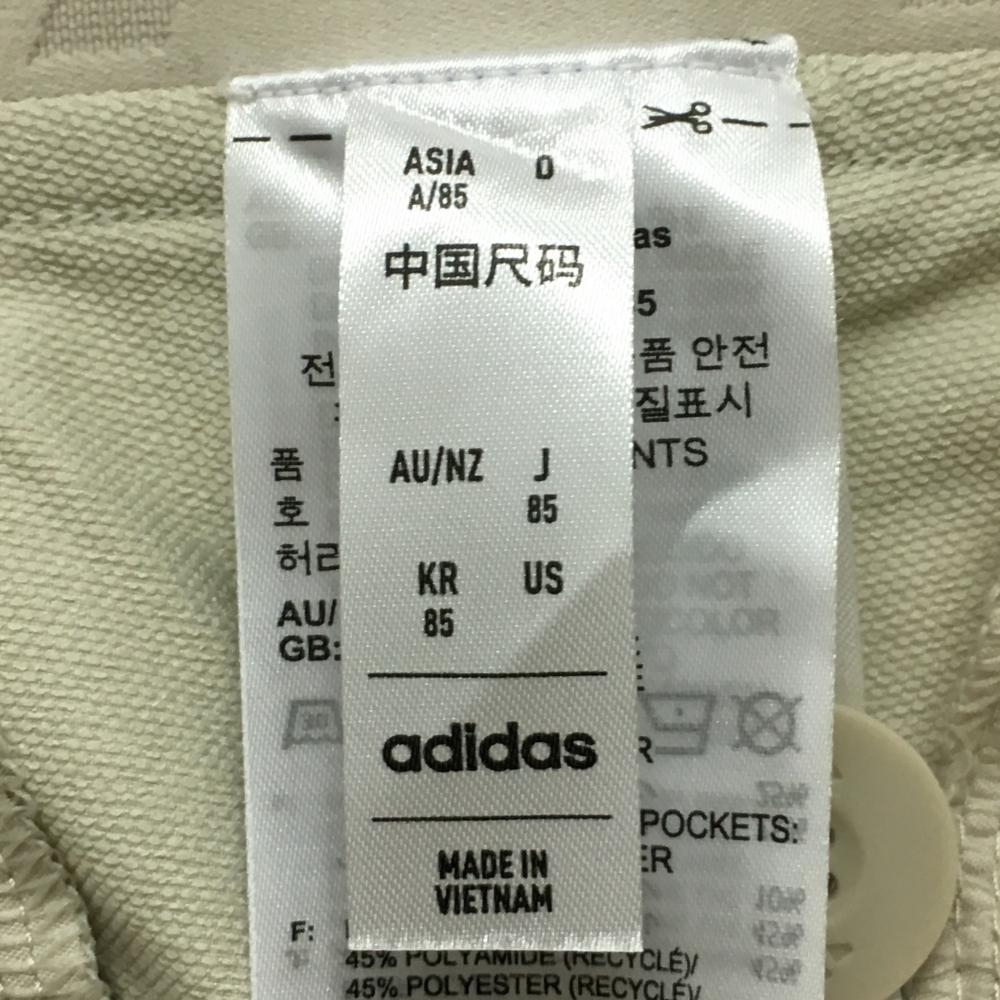 ASIA D
A/85
中国尺码
AU/NZ J
85
KR US
85
adidas
MADE IN
VIETNAM
as
5
전 품 안전
질표시
품 NTS
호
허리
AU/
GB:
R
POCKETS:
ER
F:
45% POLYAMIDE (RECYCLÉ)/
45% POLYESTER (RECYCLÉ)/